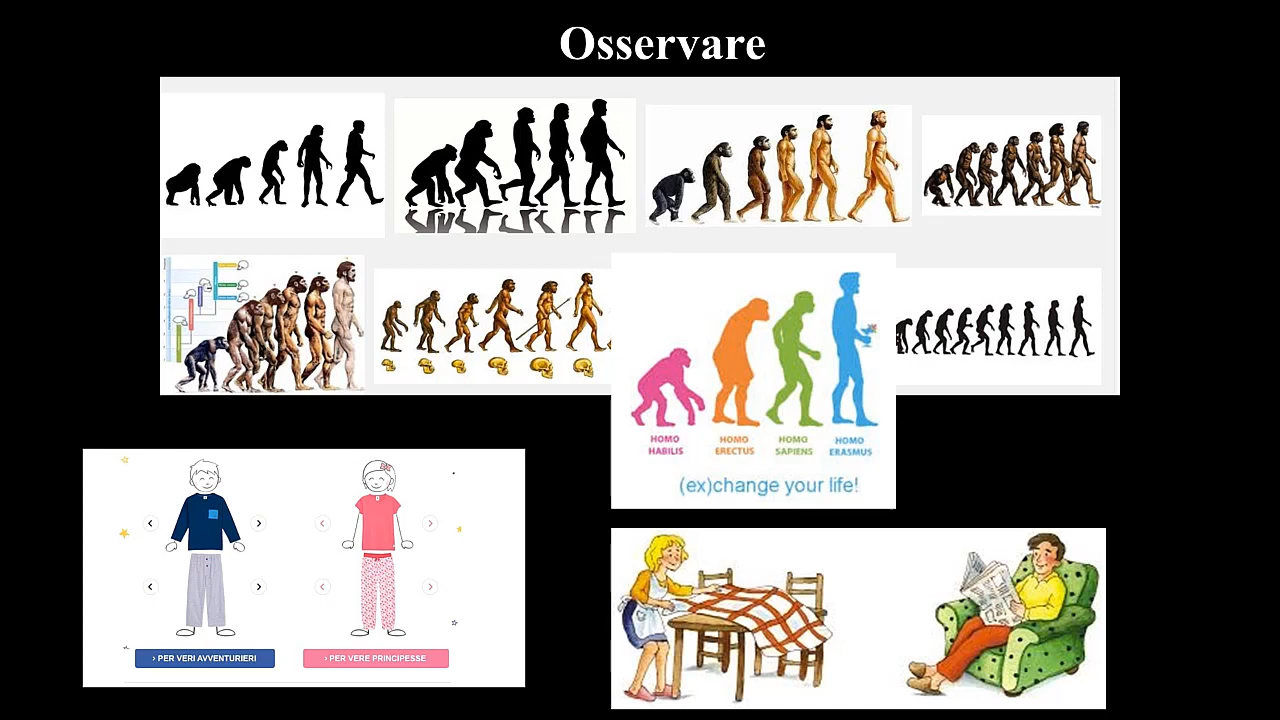 Osservare
HOMO HABILIS
HOMO ERECTUS
HOMO SAPIENS
HOMO ERASMUS
(ex)change your life!
› PER VERI AVVENTURIERI
› PER VERE PRINCIPESSE